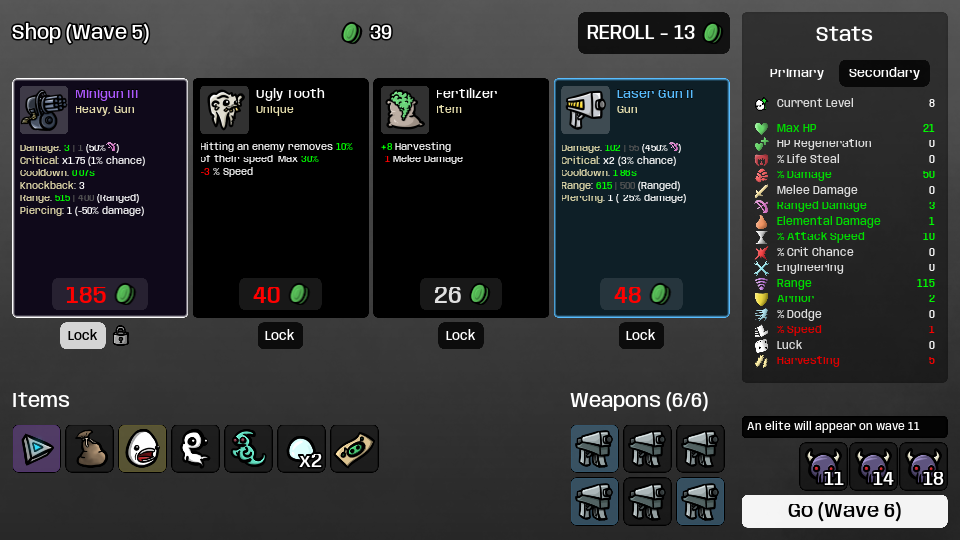 Shop (Wave 5)
39
REROLL - 13
Minigun III
Heavy, Gun
Damage: 3 | 1 (50%)
Critical: x1.75 (1% chance)
Cooldown: 0.07s
Knockback: 3
Range: 515 | 400 (Ranged)
Piercing: 1 (-50% damage)
185
Lock
Ugly Tooth
Unique
Hitting an enemy removes 10%
of their speed Max 30%
-3 % Speed
40
Lock
Fertilizer
Item
+8 Harvesting
1 Melee Damage
26
Lock
Laser Gun II
Gun
Damage: 102 | 55 (450%)
Critical: x2 (3% chance)
Cooldown: 1.86s
Range: 615 | 500 (Ranged)
Piercing: 1 ( 25% damage)
48
Lock
Stats
Primary
Secondary
Current Level 8
Max HP 21
HP Regeneration 0
% Life Steal 0
% Damage 50
Melee Damage 0
Ranged Damage 3
Elemental Damage 1
% Attack Speed 10
% Crit Chance 0
Engineering 0
Range 115
Armor 2
% Dodge 0
% Speed 1
Luck 0
Harvesting 5
Items
x2
Weapons (6/6)
An elite will appear on wave 11
11
14
18
Go (Wave 6)